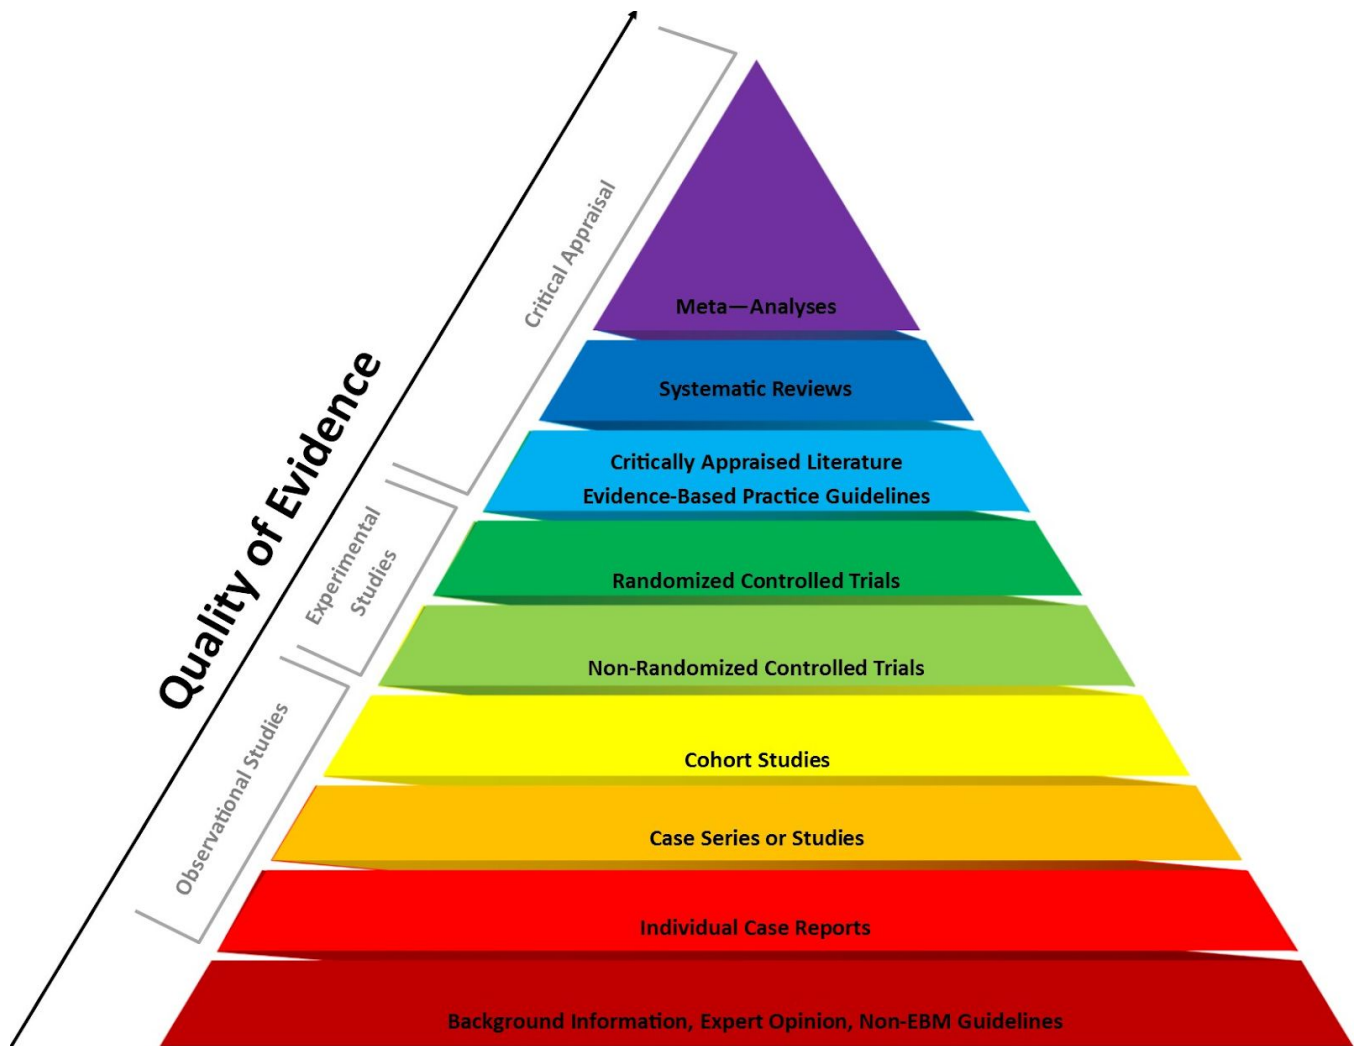 Quality of Evidence
Critical Appraisal
Experimental
Studies
Observational Studies
Meta—Analyses
Systematic Reviews
Critically Appraised Literature
Evidence-Based Practice Guidelines
Randomized Controlled Trials
Non-Randomized Controlled Trials
Cohort Studies
Case Series or Studies
Individual Case Reports
Background Information, Expert Opinion, Non-EBM Guidelines